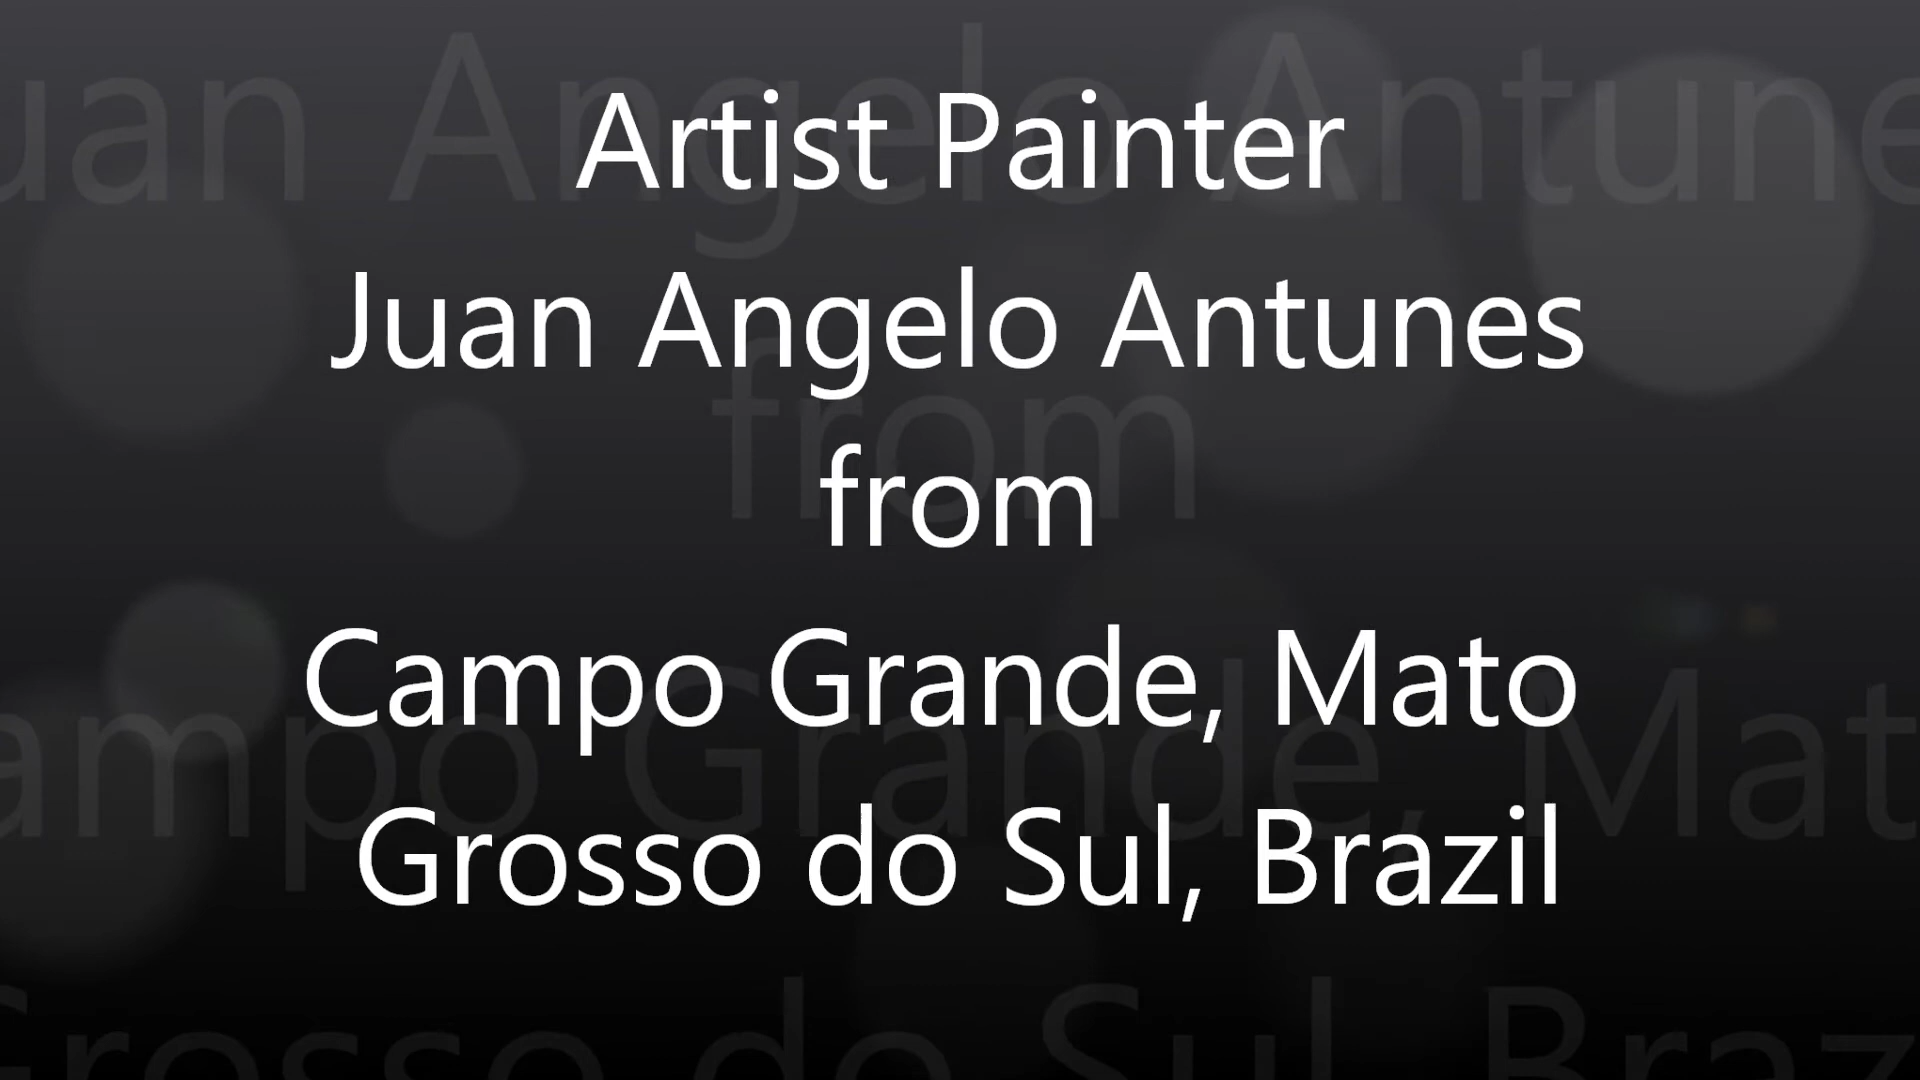 Artist Painter
Juan Angelo Antunes
from
Campo Grande, Mato
Grosso do Sul, Brazil